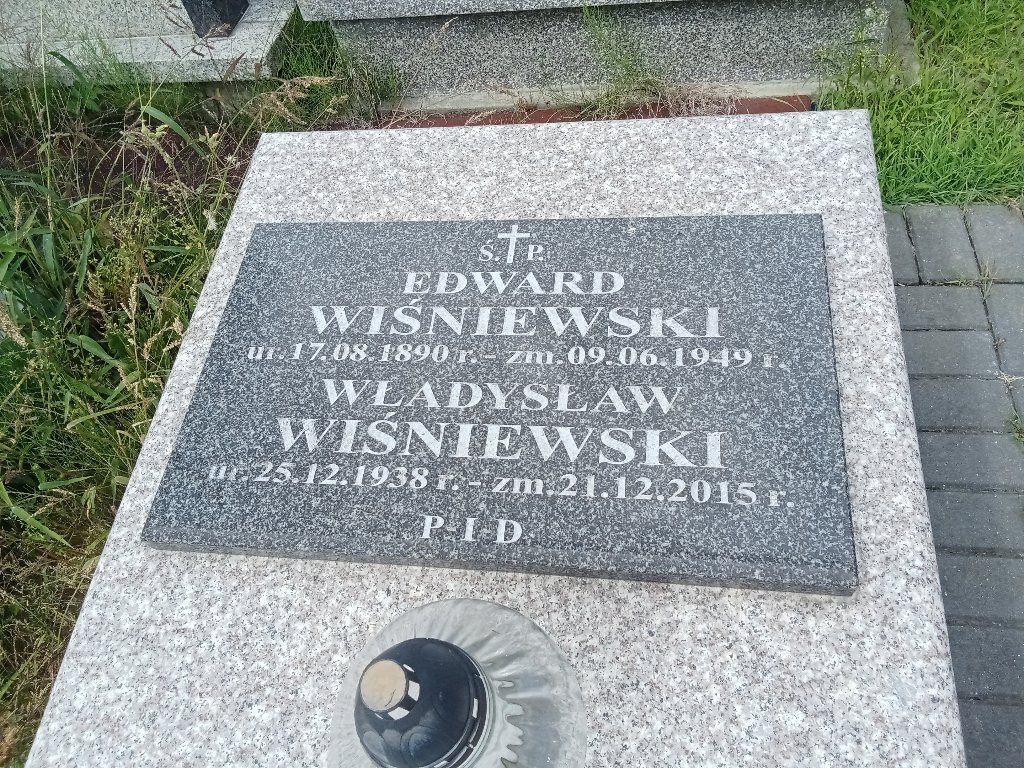 Ś. P.
EDWARD
WIŚNIEWSKI
ur.17.08.1890 r. - zm.09.06.1949 r.
WŁADYSŁAW
WIŚNIEWSKI
ur.25.12.1938 r. - zm.21.12.2015 r.
P-I D